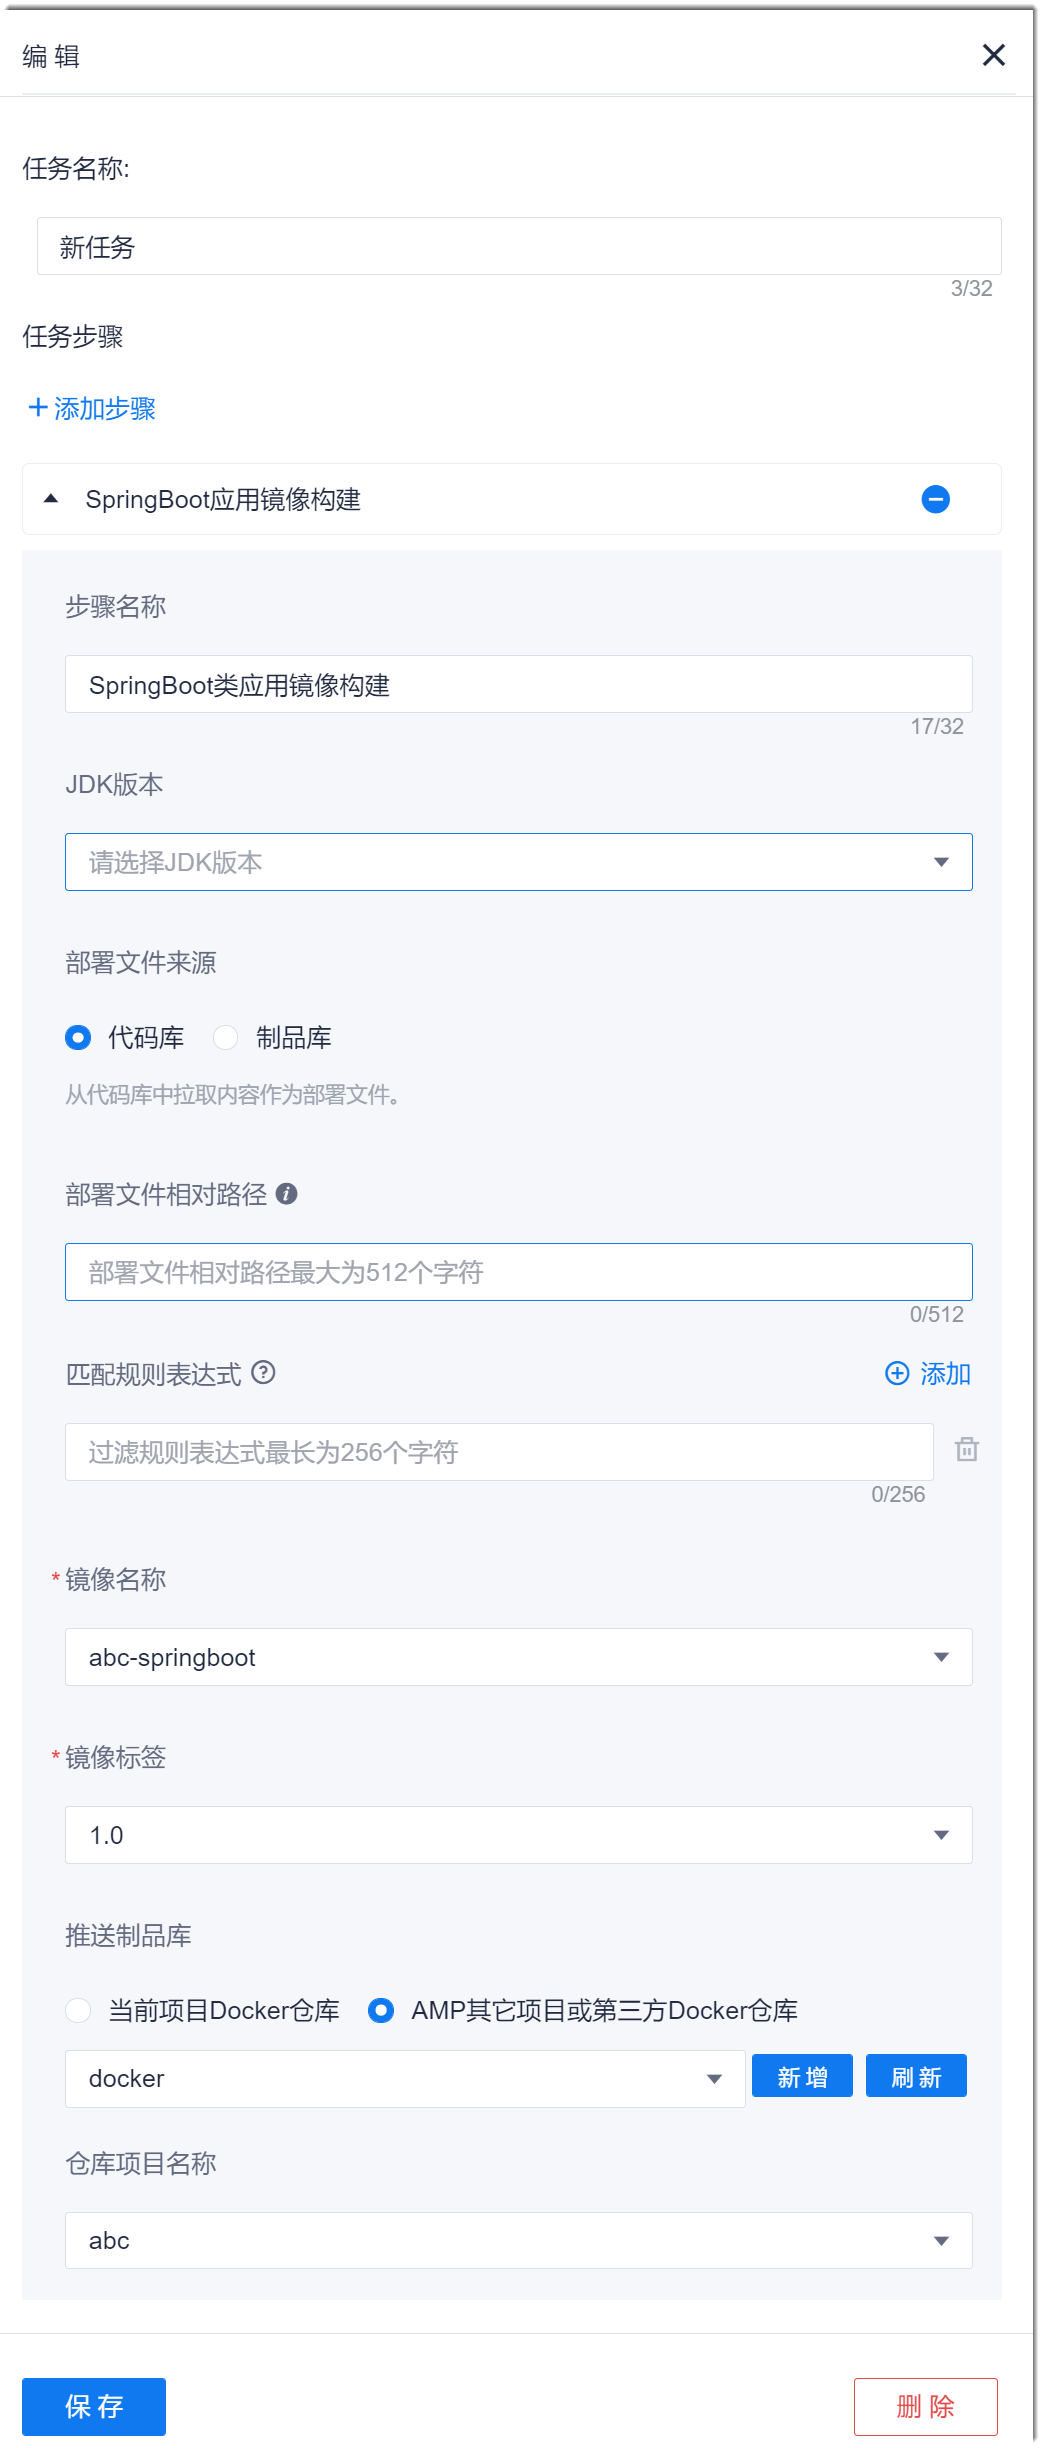 编 辑
任务名称:
新任务
3/32
任务步骤
添加步骤
SpringBoot应用镜像构建
步骤名称
SpringBoot类应用镜像构建
17/32
JDK版本
请选择JDK版本
部署文件来源
代码库 制品库
从代码库中拉取内容作为部署文件。
部署文件相对路径
部署文件相对路径最大为512个字符
0/512
匹配规则表达式 添加
过滤规则表达式最长为256个字符
0/256
*镜像名称
abc-springboot
*镜像标签
1.0
推送制品库
当前项目Docker仓库 AMP其它项目或第三方Docker仓库
docker 新 增 刷 新
仓库项目名称
abc
保 存 删 除